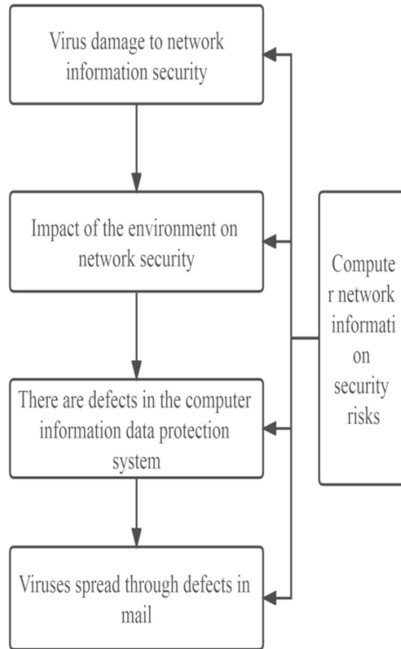 Virus damage to network
information security
Impact of the environment on
network security
There are defects in the computer
information data protection
system
Viruses spread through defects in
mail
Compute
r network
informati
on
security
risks